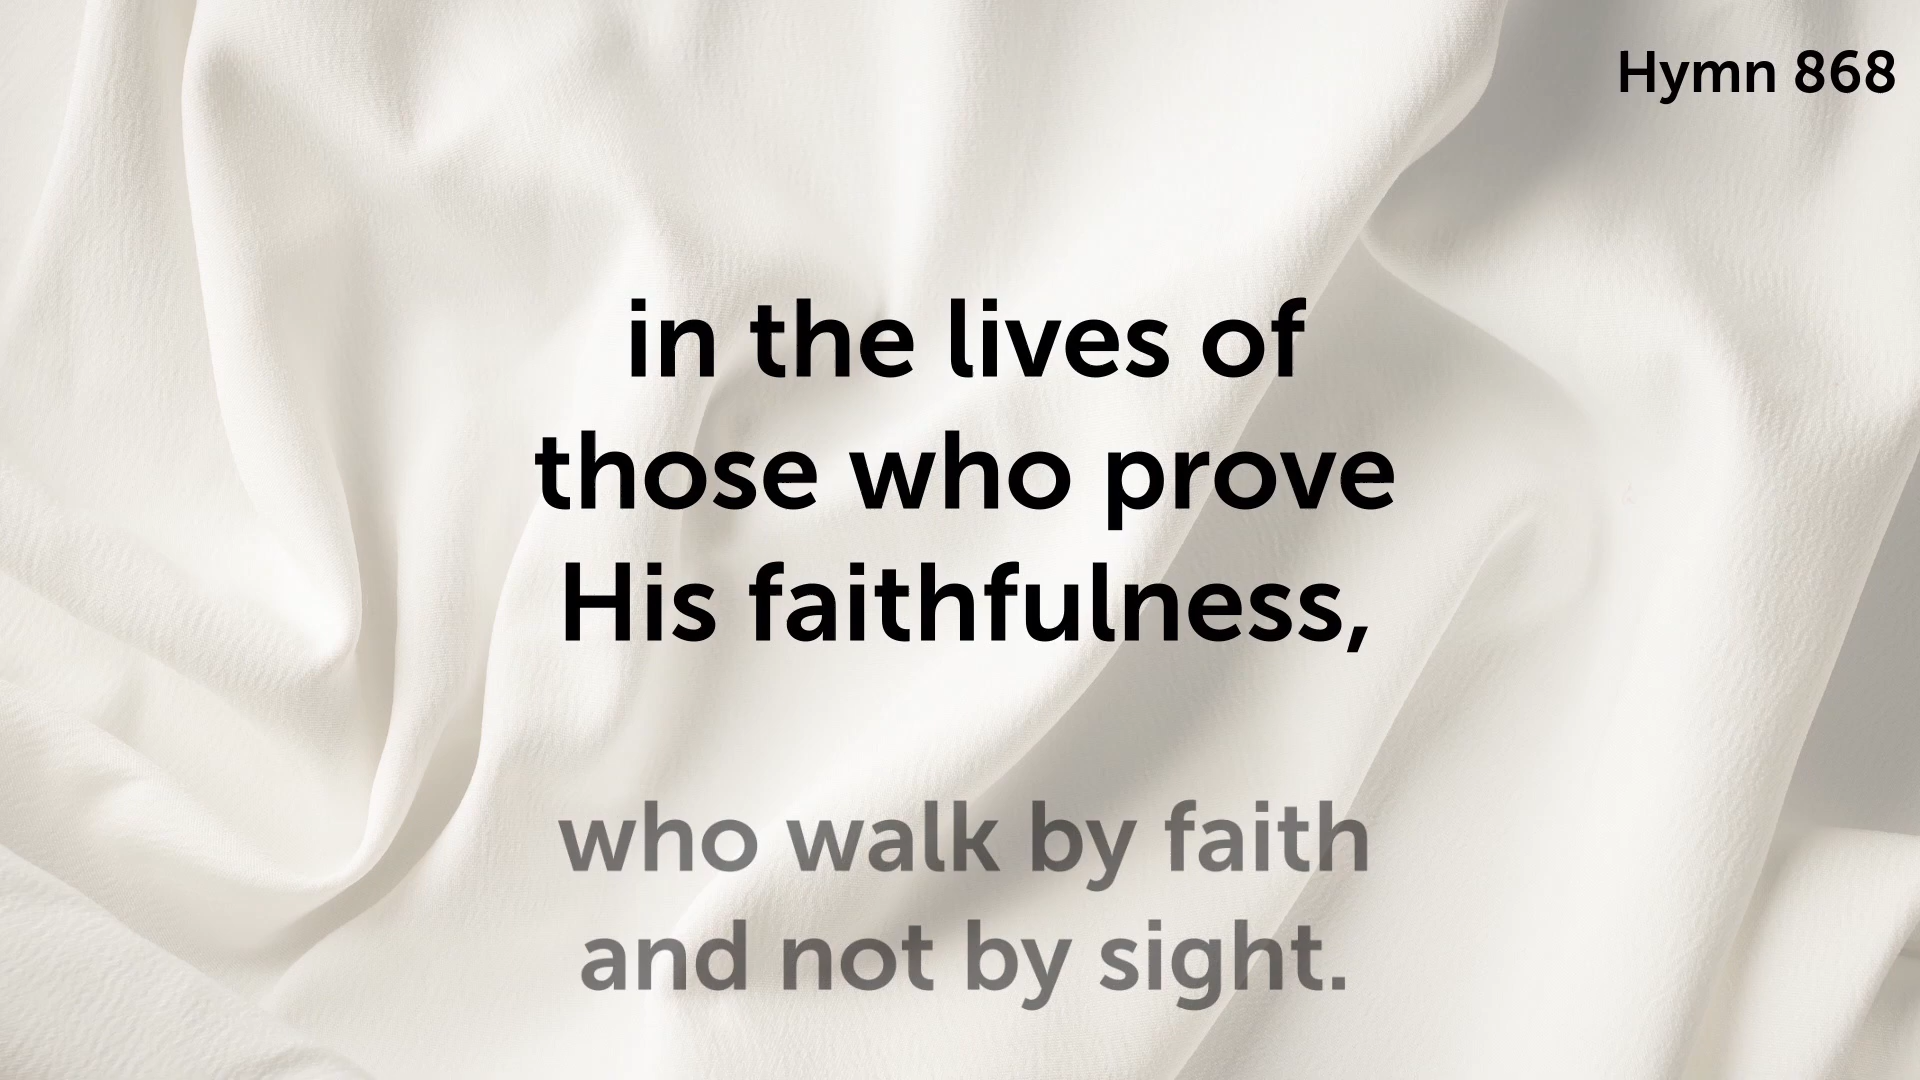 Hymn 868
in the lives of
those who prove
His faithfulness,
who walk by faith
and not by sight.